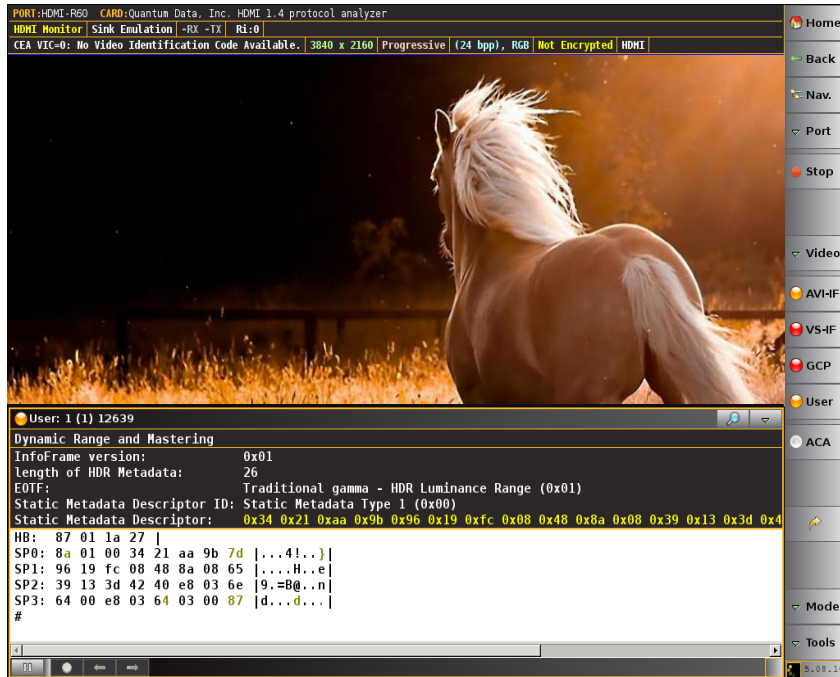 PORT:HDMI-R60 CARD:Quantum Data, Inc. HDMI 1.4 protocol analyzer
HDMI Monitor Sink Emulation -RX -TX Ri:0
CEA VIC=0: No Video Identification Code Available. 3840 x 2160 Progressive (24 bpp), RGB Not Encrypted HDMI
Home
Back
Nav.
Port
Stop
Video
AVI-IF
VS-IF
GCP
User
ACA
Mode
Tools
User: 1 (1) 12639
Dynamic Range and Mastering
InfoFrame version: 0x01
length of HDR Metadata: 26
EOTF: Traditional gamma - HDR Luminance Range (0x01)
Static Metadata Descriptor ID: Static Metadata Type 1 (0x00)
Static Metadata Descriptor: 0x34 0x21 0xaa 0x9b 0x96 0x19 0xfc 0x08 0x48 0x8a 0x08 0x39 0x13 0x3d 0x4
HB: 87 01 1a 27 |
SP0: 8a 01 00 34 21 aa 9b 7d |...4!..}|
SP1: 96 19 fc 08 48 8a 08 65 |....H..e|
SP2: 39 13 3d 42 40 e8 03 6e |9.=B@..n|
SP3: 64 00 e8 03 64 03 00 87 |d...d...|
#